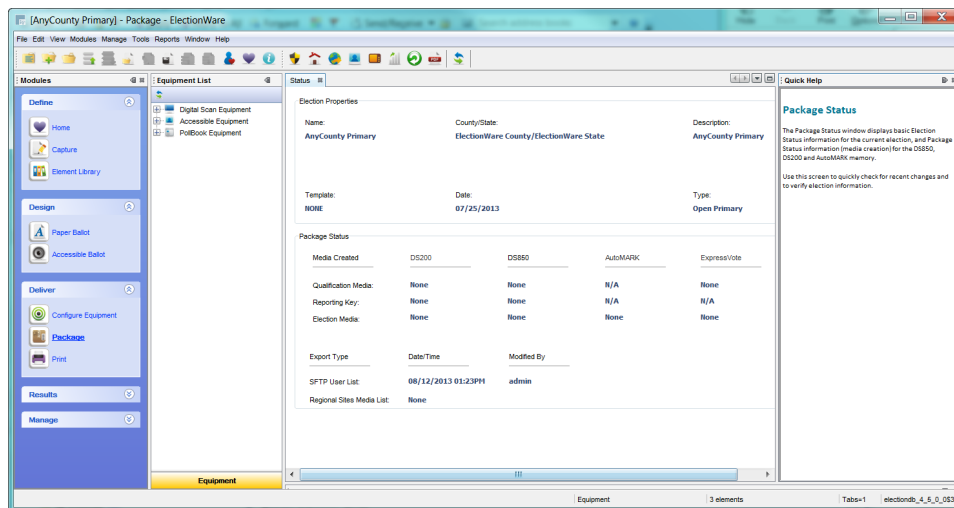 [AnyCounty Primary] - Package - ElectionWare
File Edit View Modules Manage Tools Reports Window Help
Modules
Define
Home
Capture
Element Library
Design
Paper Ballot
Accessible Ballot
Deliver
Configure Equipment
Package
Print
Results
Manage
Equipment List
Digital Scan Equipment
Accessible Equipment
PollBook Equipment
Equipment
Status
Election Properties
Name: County/State: Description:
AnyCounty Primary ElectionWare County/ElectionWare State AnyCounty Primary
Template: Date: Type:
NONE 07/25/2013 Open Primary
Package Status
Media Created DS200 DS850 AutoMARK ExpressVote
Qualification Media: None None N/A None
Reporting Key: None None N/A N/A
Election Media: None None None None
Export Type Date/Time Modified By
SFTP User List: 08/12/2013 01:23PM admin
Regional Sites Media List: None
Quick Help
Package Status
The Package Status window displays basic Election
Status information for the current election, and Package
Status information (media creation) for the DS850,
DS200 and AutoMARK memory.
Use this screen to quickly check for recent changes and
to verify election information.
Equipment 3 elements Tabs=1 electiondb_4_5_0_0$3